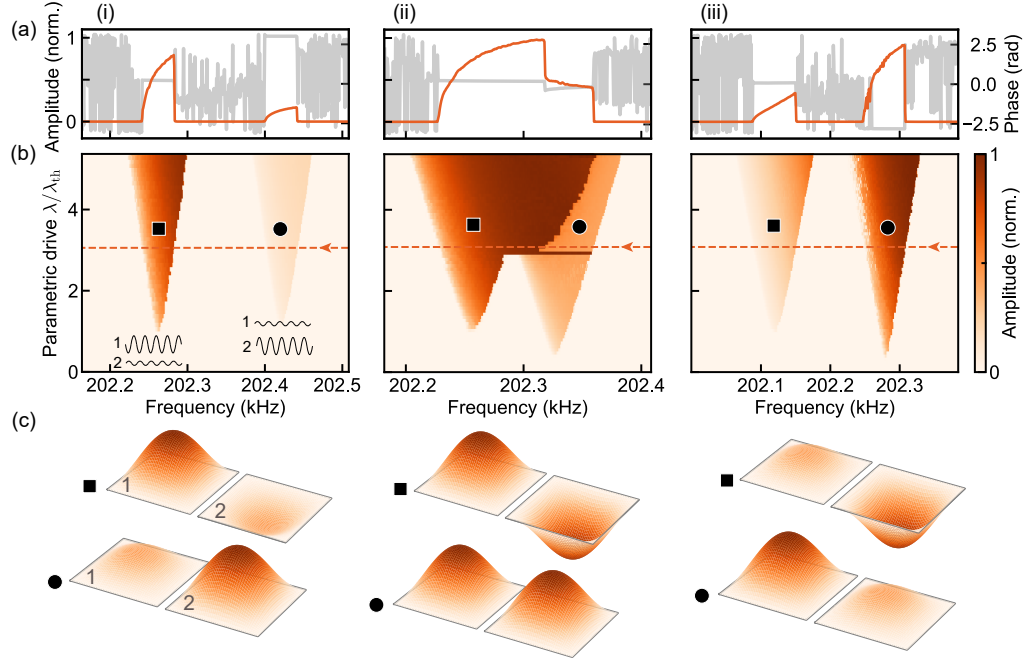 (i) (ii) (iii)
(a)
Amplitude (norm.)
1
0
2.5
0.0
−2.5
Phase (rad)
(b)
Parametric drive λ/λth
4
2
0
1
2
1
2
202.2 202.3 202.4 202.5
Frequency (kHz)
202.2 202.3 202.4
Frequency (kHz)
202.1 202.2 202.3
Frequency (kHz)
1
0
Amplitude (norm.)
(c)
1
2
1
2